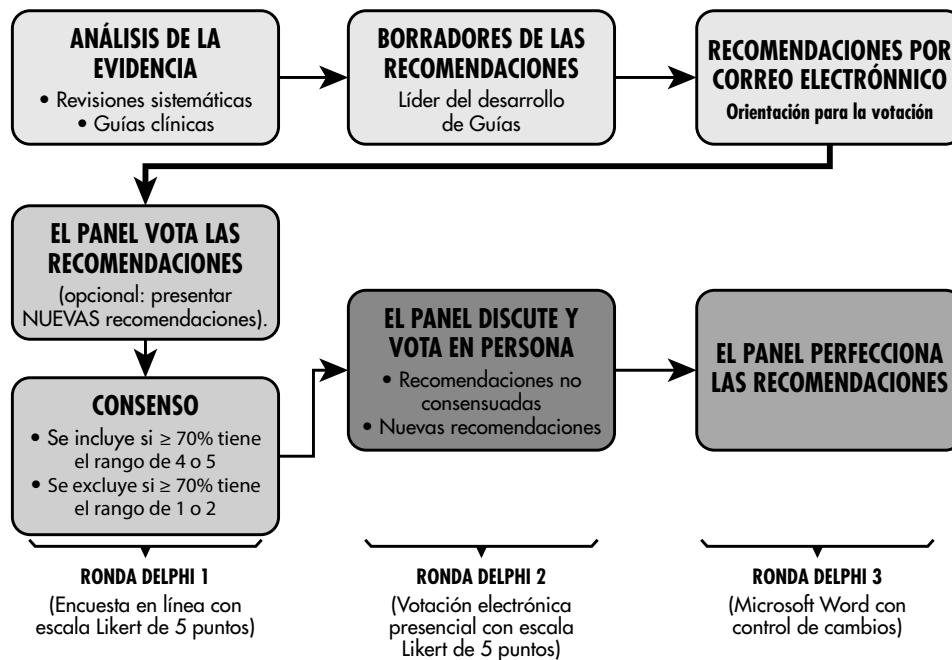 ANÁLISIS DE LA
EVIDENCIA
• Revisiones sistemáticas
• Guías clínicas
BORRADORES DE LAS
RECOMENDACIONES
Líder del desarrollo
de Guías
RECOMENDACIONES POR
CORREO ELECTRÓNNICO
Orientación para la votación
EL PANEL VOTA LAS
RECOMENDACIONES
(opcional: presentar
NUEVAS recomendaciones).
CONSENSO
• Se incluye si ≥ 70% tiene
el rango de 4 o 5
• Se excluye si ≥ 70% tiene
el rango de 1 o 2
EL PANEL DISCUTE Y
VOTA EN PERSONA
• Recomendaciones no
consensuadas
• Nuevas recomendaciones
EL PANEL PERFECCIONA
LAS RECOMENDACIONES
RONDA DELPHI 1
(Encuesta en línea con
escala Likert de 5 puntos)
RONDA DELPHI 2
(Votación electrónica
presencial con escala
Likert de 5 puntos)
RONDA DELPHI 3
(Microsoft Word con
control de cambios)